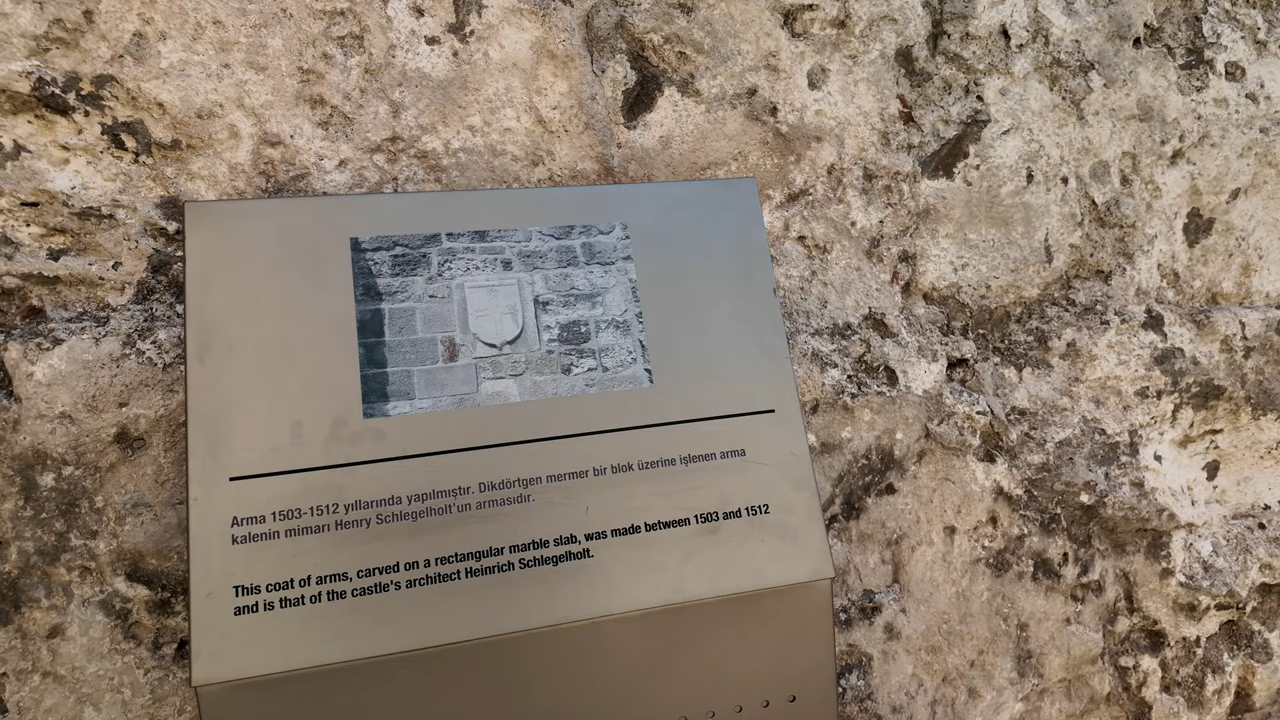 Arma 1503-1512 yıllarında yapılmıştır. Dikdörtgen mermer bir blok üzerine işlenen arma
kalenin mimarı Henry Schlegelholt'un armasıdır.
This coat of arms, carved on a rectangular marble slab, was made between 1503 and 1512
and is that of the castle's architect Heinrich Schlegelholt.